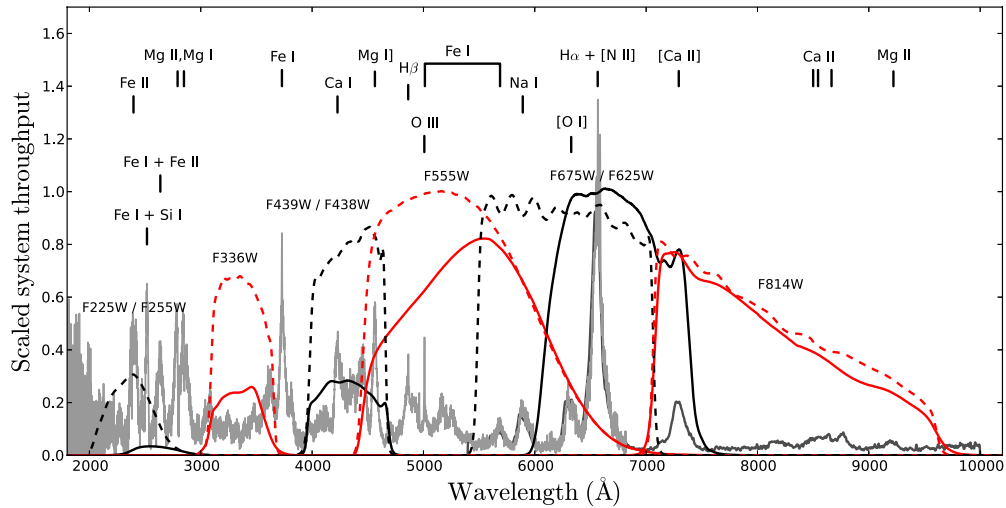 Mg II,Mg I
Fe I
Mg I]
Fe I
Hα + [N II]
[Ca II]
Ca II
Mg II
Fe II
Ca I
Hβ
Na I
O III
[O I]
Fe I + Fe II
Fe I + Si I
F225W / F255W
F336W
F439W / F438W
F555W
F675W / F625W
F814W
Scaled system throughput
1.6
1.4
1.2
1.0
0.8
0.6
0.4
0.2
0.0
2000 3000 4000 5000 6000 7000 8000 9000 10000
Wavelength (Å)